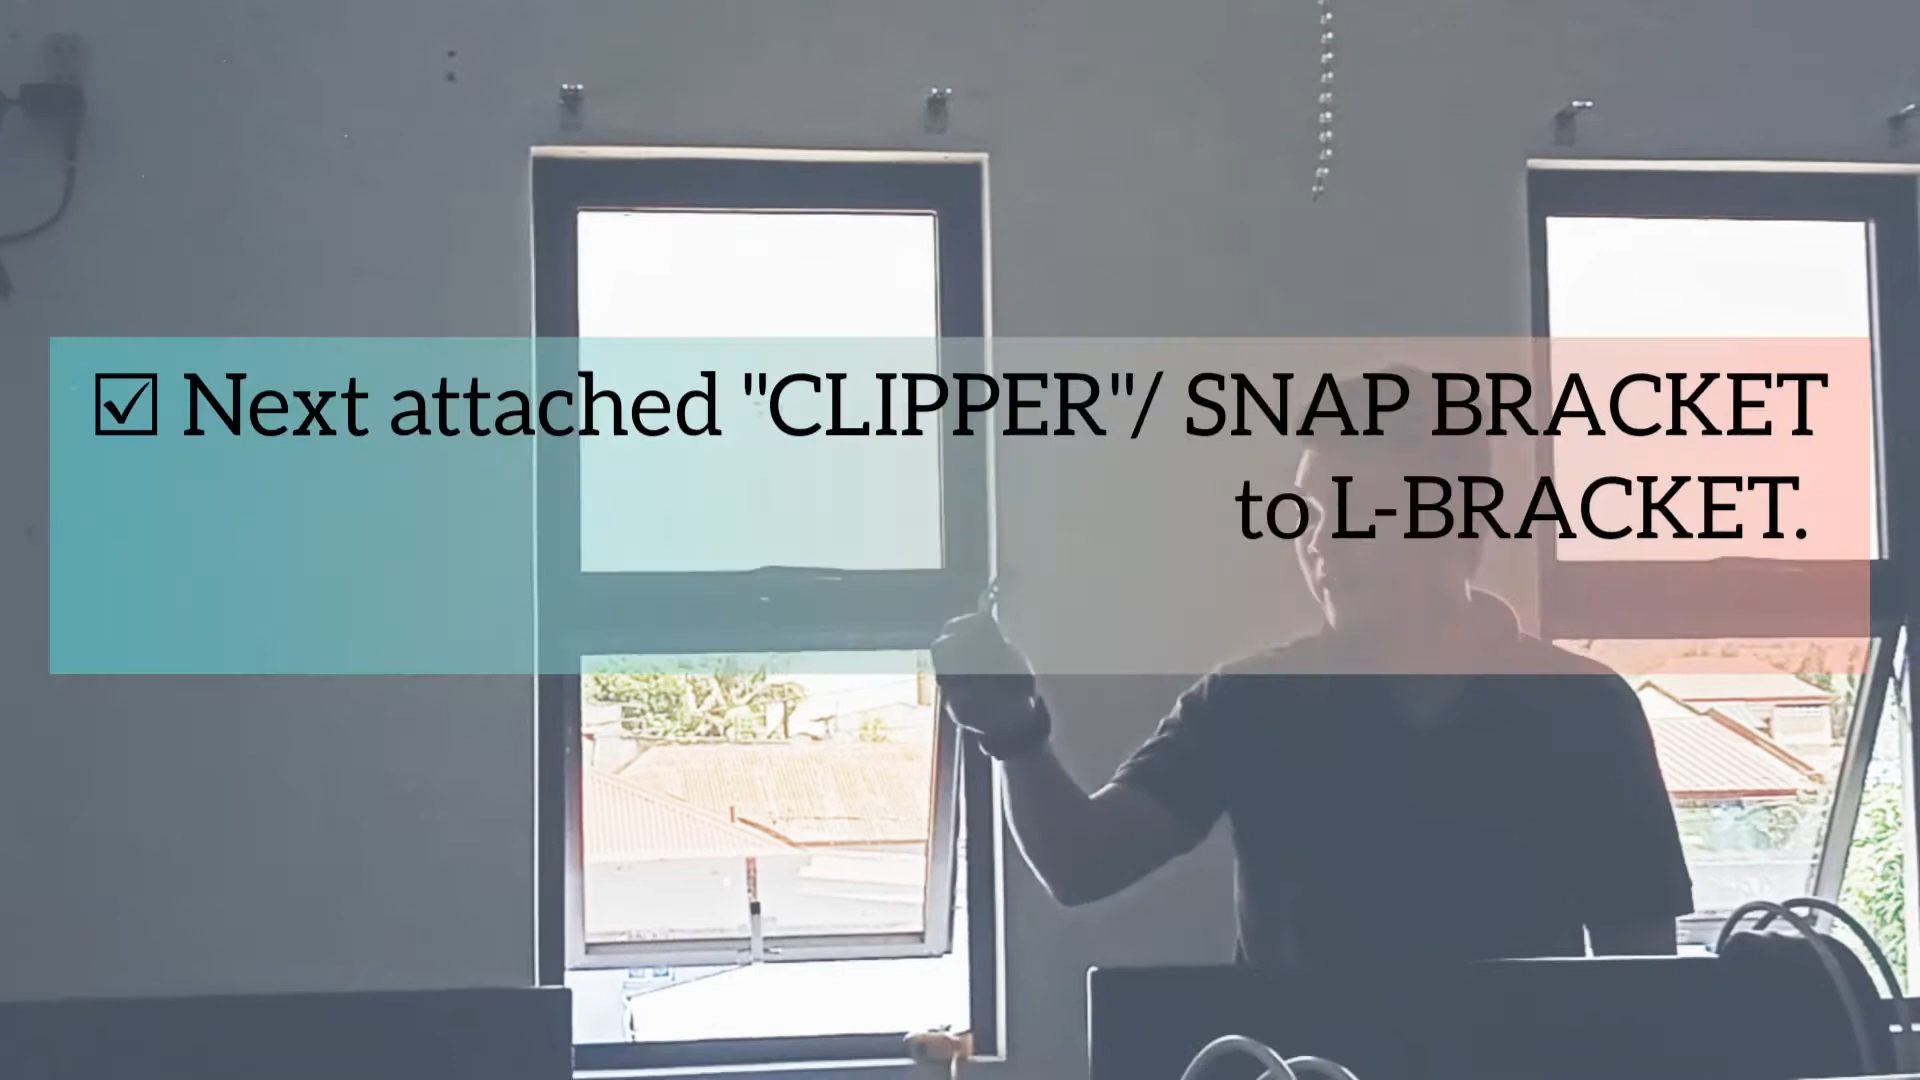 ☑ Next attached "CLIPPER"/ SNAP BRACKET
to L-BRACKET.